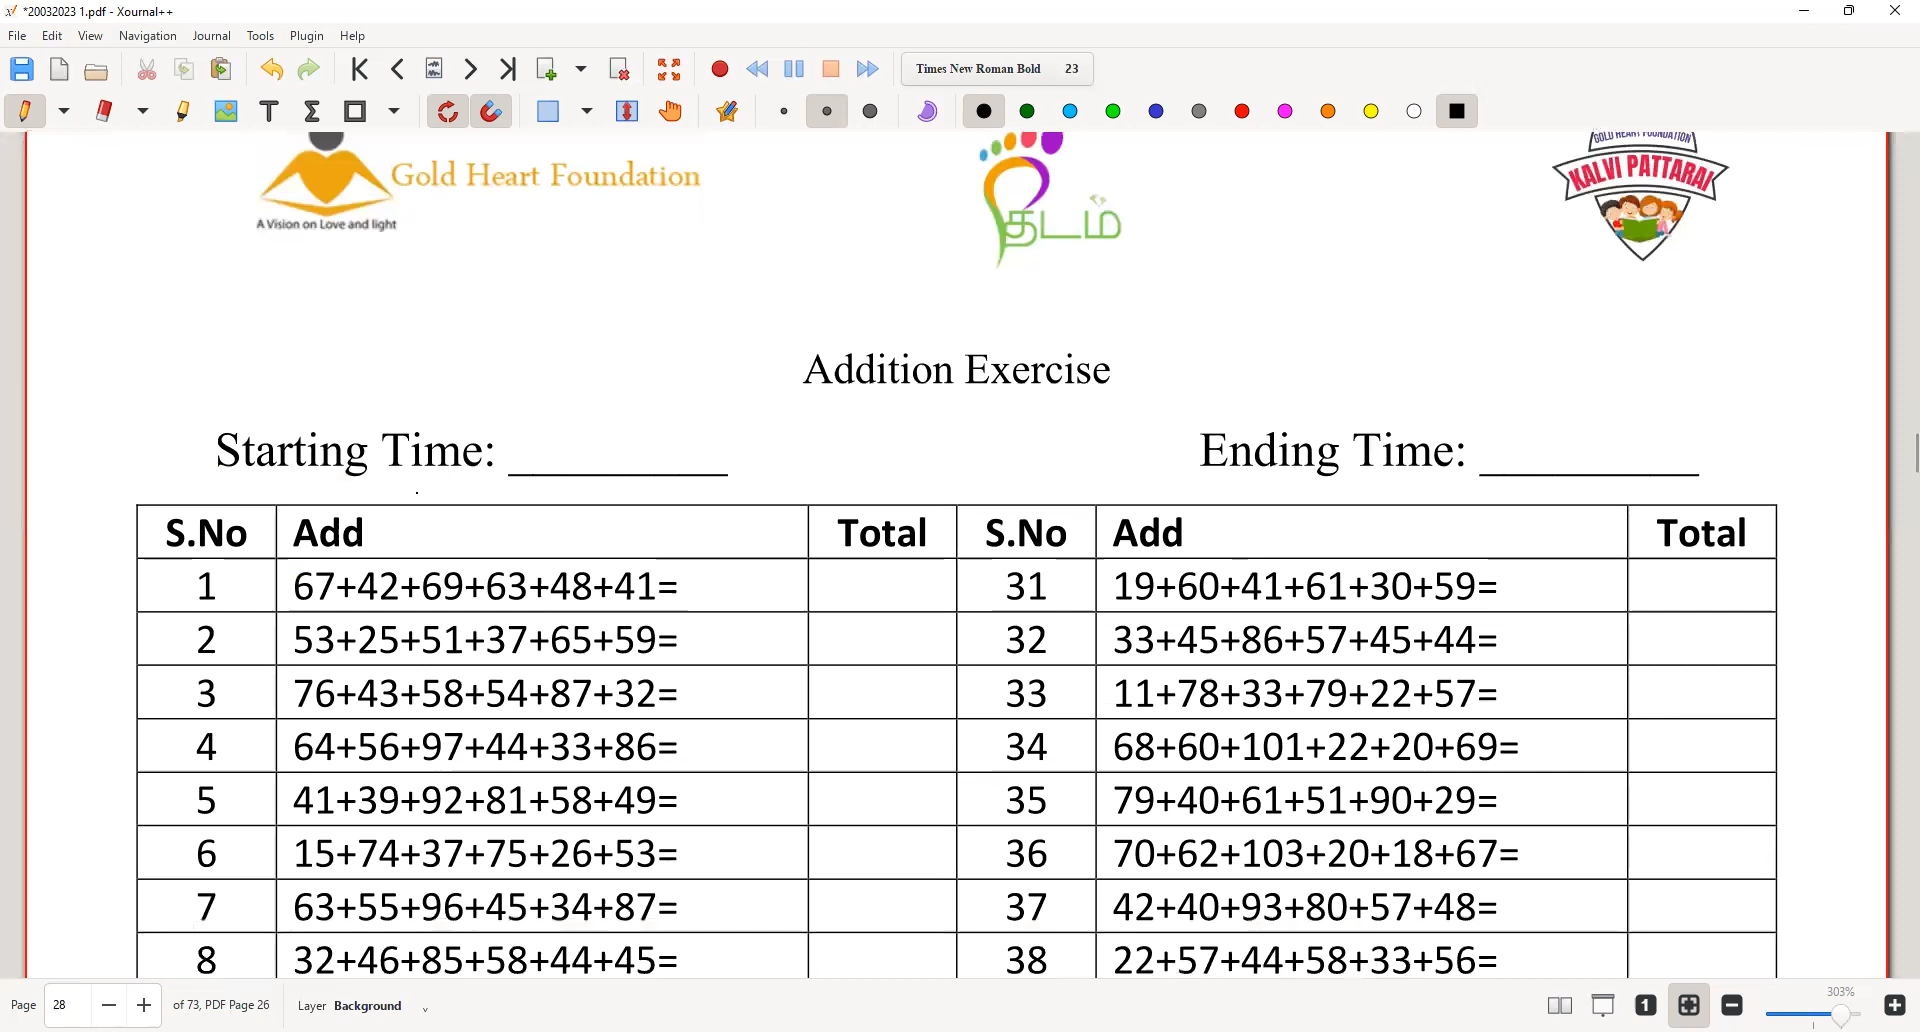 *20032023 1.pdf - Xournal++
File Edit View Navigation Journal Tools Plugin Help
Times New Roman Bold 23
Gold Heart Foundation
A Vision on Love and light
தடம்
GOLD HEART FOUNDATION
KALVI PATTARAI
Addition Exercise
Starting Time: _________ Ending Time: _________
S.No Add Total S.No Add Total
1 67+42+69+63+48+41= 31 19+60+41+61+30+59=
2 53+25+51+37+65+59= 32 33+45+86+57+45+44=
3 76+43+58+54+87+32= 33 11+78+33+79+22+57=
4 64+56+97+44+33+86= 34 68+60+101+22+20+69=
5 41+39+92+81+58+49= 35 79+40+61+51+90+29=
6 15+74+37+75+26+53= 36 70+62+103+20+18+67=
7 63+55+96+45+34+87= 37 42+40+93+80+57+48=
8 32+46+85+58+44+45= 38 22+57+44+58+33+56=
Page 28 of 73, PDF Page 26 Layer Background 1 303%